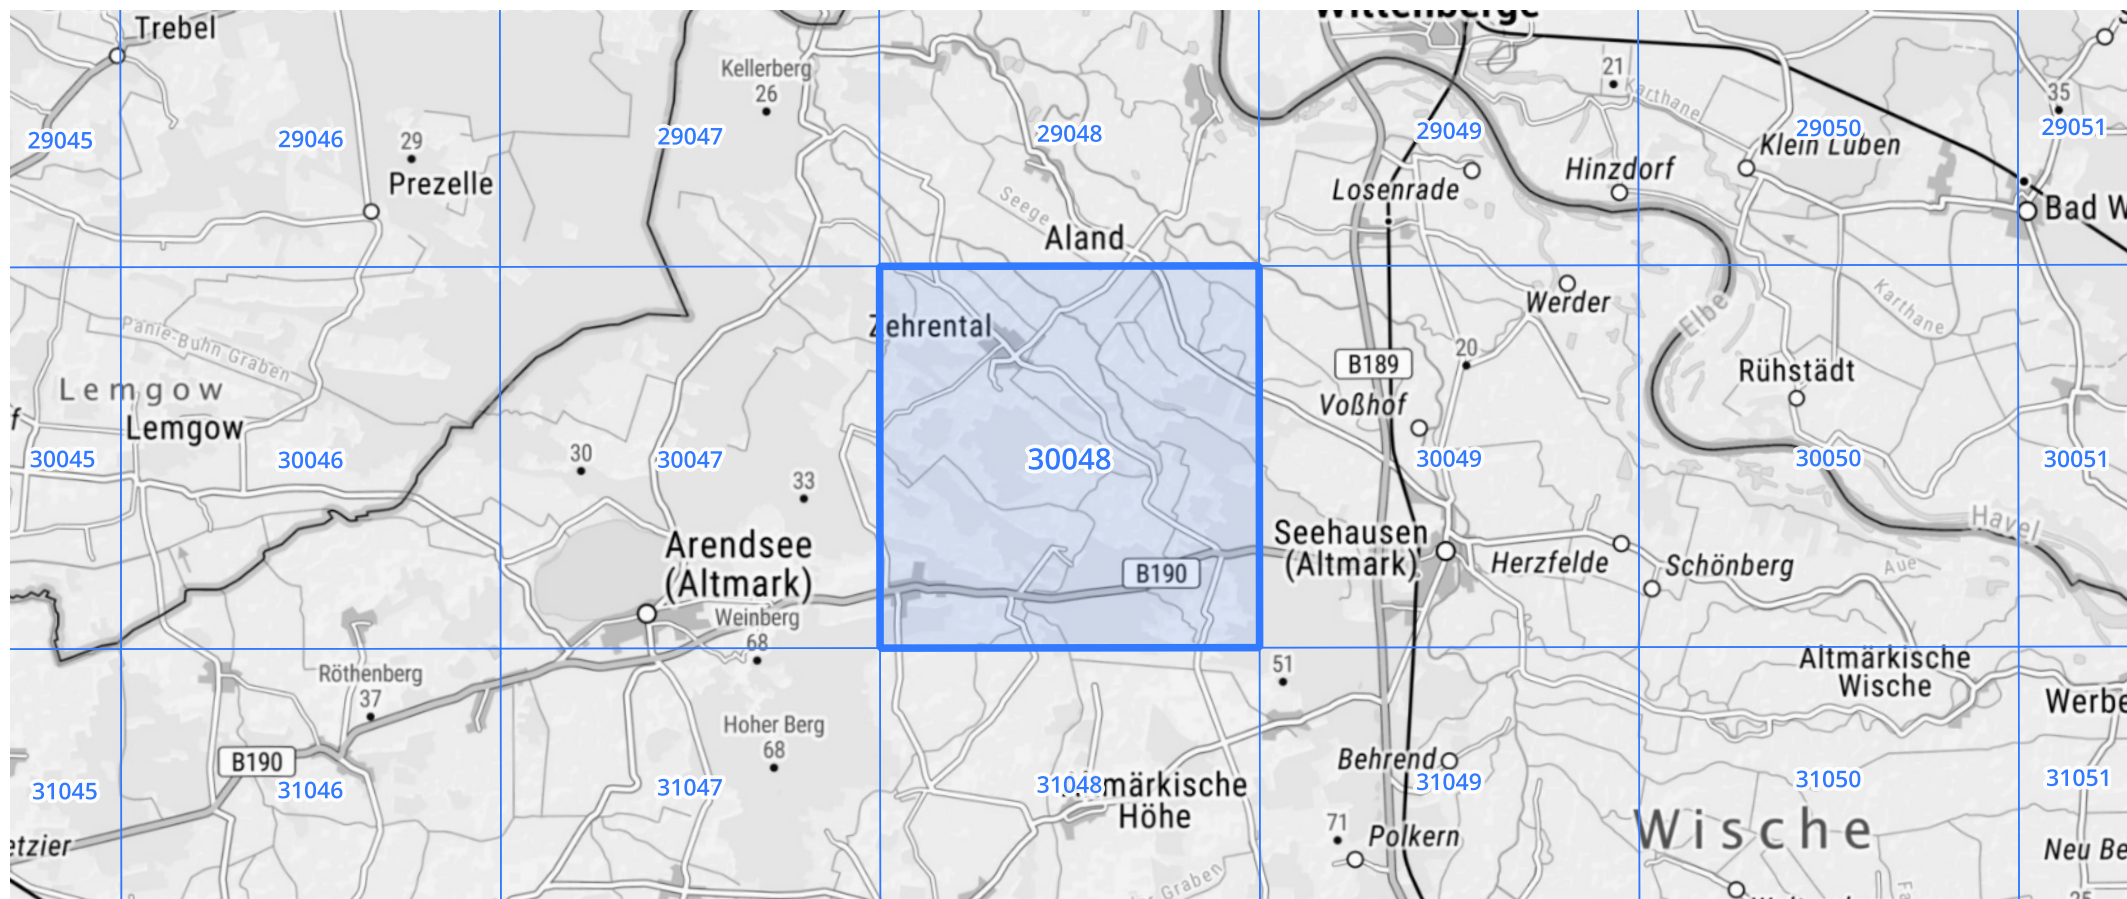 Wittenberge
Trebel
Kellerberg
26
21
Karthane
35
29045
29046
29
29047
29048
29049
29050
29051
Klein Lüben
Prezelle
Losenrade
Hinzdorf
Seege
Aland
Bad W
Zehrental
Werder
Elbe
Karthane
Panie-Buhn Graben
Lemgow
Lemgow
B189
20
Rühstädt
Voßhof
f
30045
30046
30
30047
33
30048
30049
30050
30051
Havel
Arendsee
(Altmark)
Seehausen
(Altmark)
B190
Herzfelde
Schönberg
Aue
Weinberg
68
Röthenberg
37
51
Altmärkische
Wische
Werbe
Hoher Berg
68
B190
Behrend
31045
31046
31047
31048
märkische
Höhe
31049
31050
31051
etzier
71
Polkern
Wische
Neu Be
Graben
25